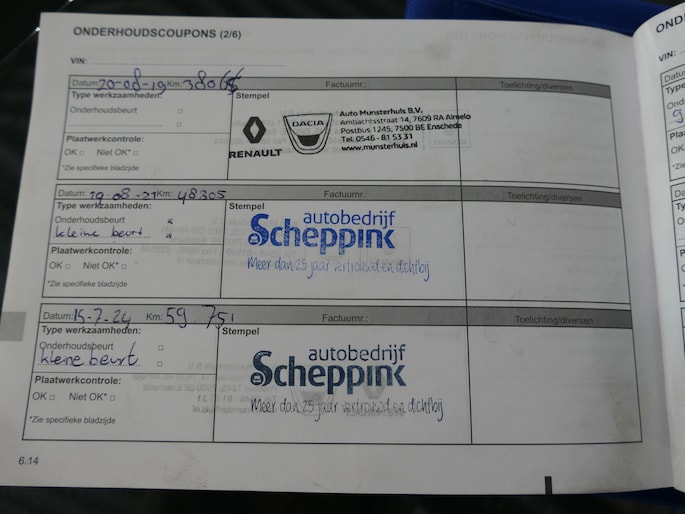 ONDERHOUDSCOUPONS (2/6)
VIN:
Datum: 20-08-19 Km: Factuurnr.: Toelichting/diversen
Type werkzaamheden: Stempel
Onderhoudsbeurt
Plaatwerkcontrole:
OK Niet OK*
*Zie specifieke bladzijde
RENAULT
DACIA
Auto Munsterhuis B.V.
Ambachtsstraat 14, 7609 RA Almelo
Postbus 1245, 7500 BE Enschede
Tel. 0546 - 81 53 31
www.munsterhuis.nl
Datum: 19-08-21 Km: 48305 Factuurnr.: Toelichting/diversen
Type werkzaamheden: Stempel
Onderhoudsbeurt
kleine beurt
Plaatwerkcontrole:
OK Niet OK*
*Zie specifieke bladzijde
autobedrijf
Scheppink
Meer dan 25 jaar vertrouwd en dichtbij
Datum: 15-7-24 Km: 59 751 Factuurnr.: Toelichting/diversen
Type werkzaamheden: Stempel
Onderhoudsbeurt
kleine beurt.
Plaatwerkcontrole:
OK Niet OK*
*Zie specifieke bladzijde
autobedrijf
Scheppink
Meer dan 25 jaar vertrouwd en dichtbij
6.14